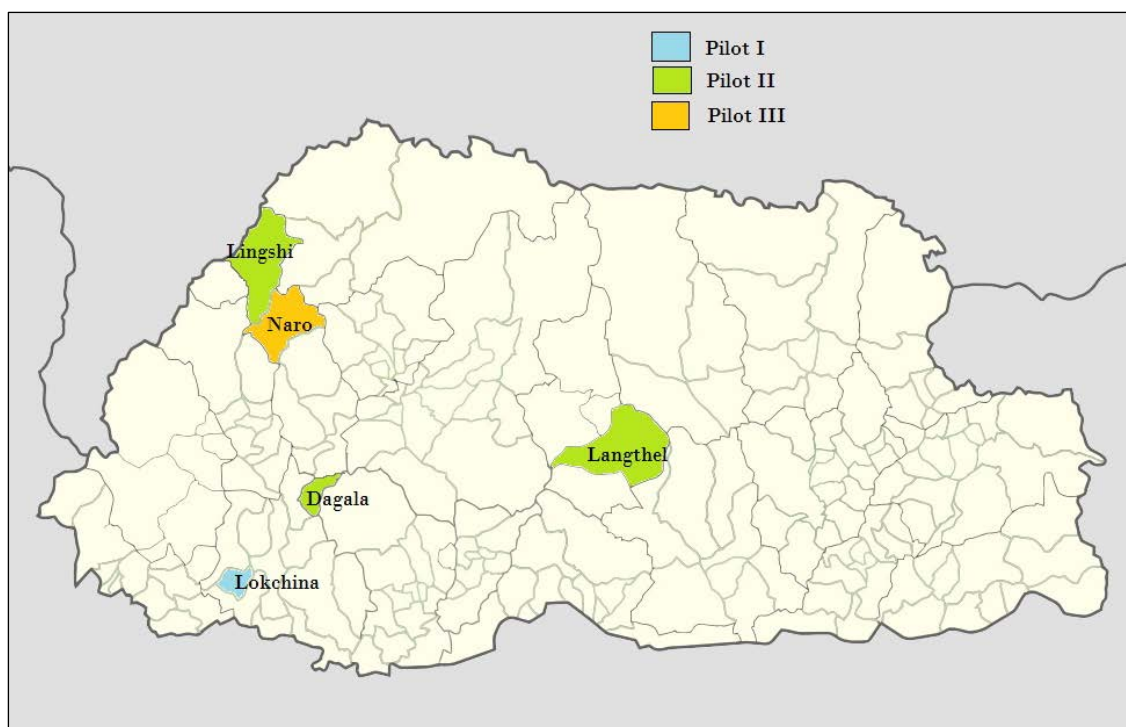 Pilot I
Pilot II
Pilot III
Lingshi
Naro
Langthel
Dagala
Lokchina